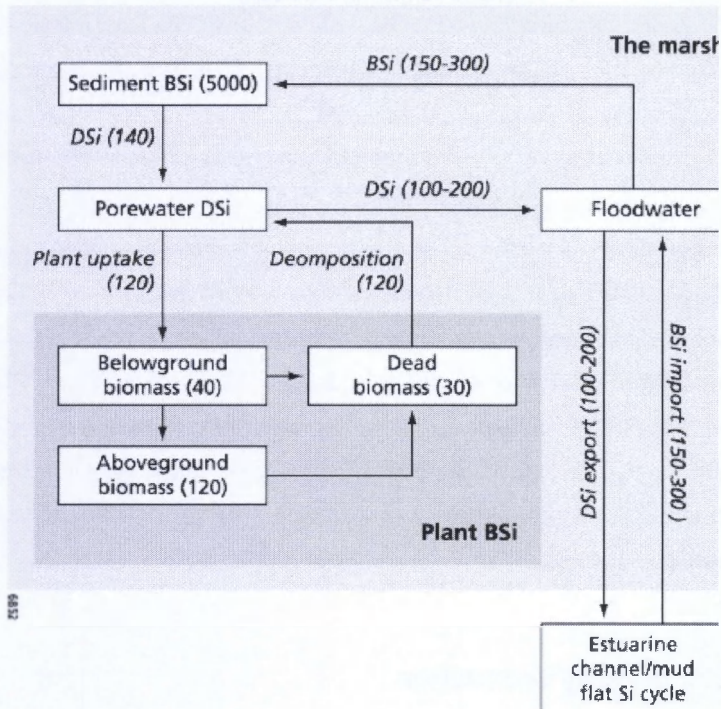 The marsh
BSi (150-300)
Sediment BSi (5000)
DSi (140)
DSi (100-200)
Porewater DSi
Floodwater
Plant uptake
(120)
Deomposition
(120)
Belowground
biomass (40)
Dead
biomass (30)
Aboveground
biomass (120)
Plant BSi
DSi export (100-200)
BSi import (150-300 )
6852
Estuarine
channel/mud
flat Si cycle